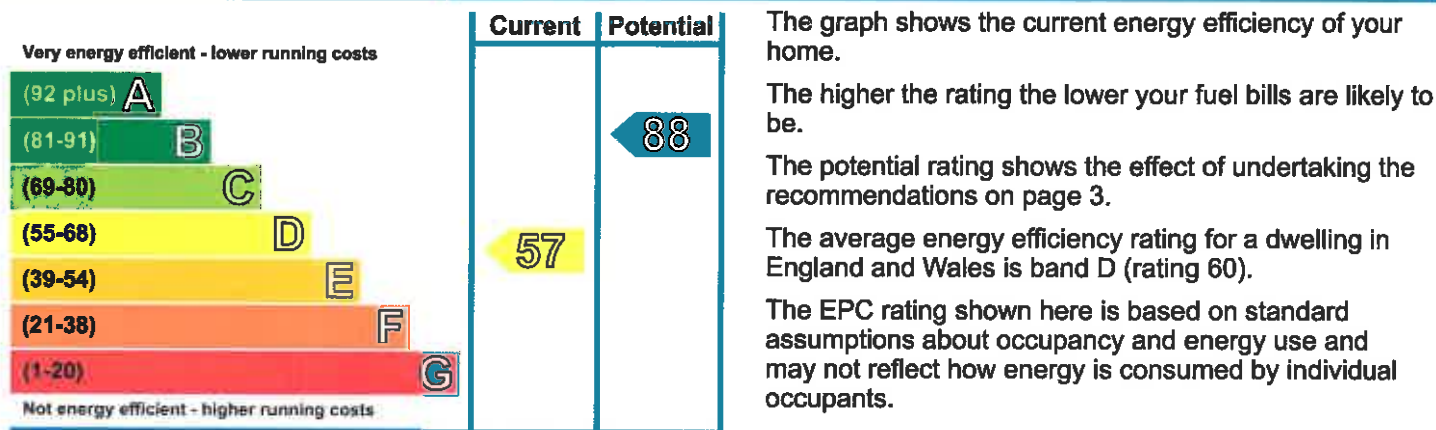 Current Potential
Very energy efficient - lower running costs
(92 plus) A
(81-91) B
88
(69-80) C
(55-68) D
57
(39-54) E
(21-38) F
(1-20) G
Not energy efficient - higher running costs
The graph shows the current energy efficiency of your
home.
The higher the rating the lower your fuel bills are likely to
be.
The potential rating shows the effect of undertaking the
recommendations on page 3.
The average energy efficiency rating for a dwelling in
England and Wales is band D (rating 60).
The EPC rating shown here is based on standard
assumptions about occupancy and energy use and
may not reflect how energy is consumed by individual
occupants.